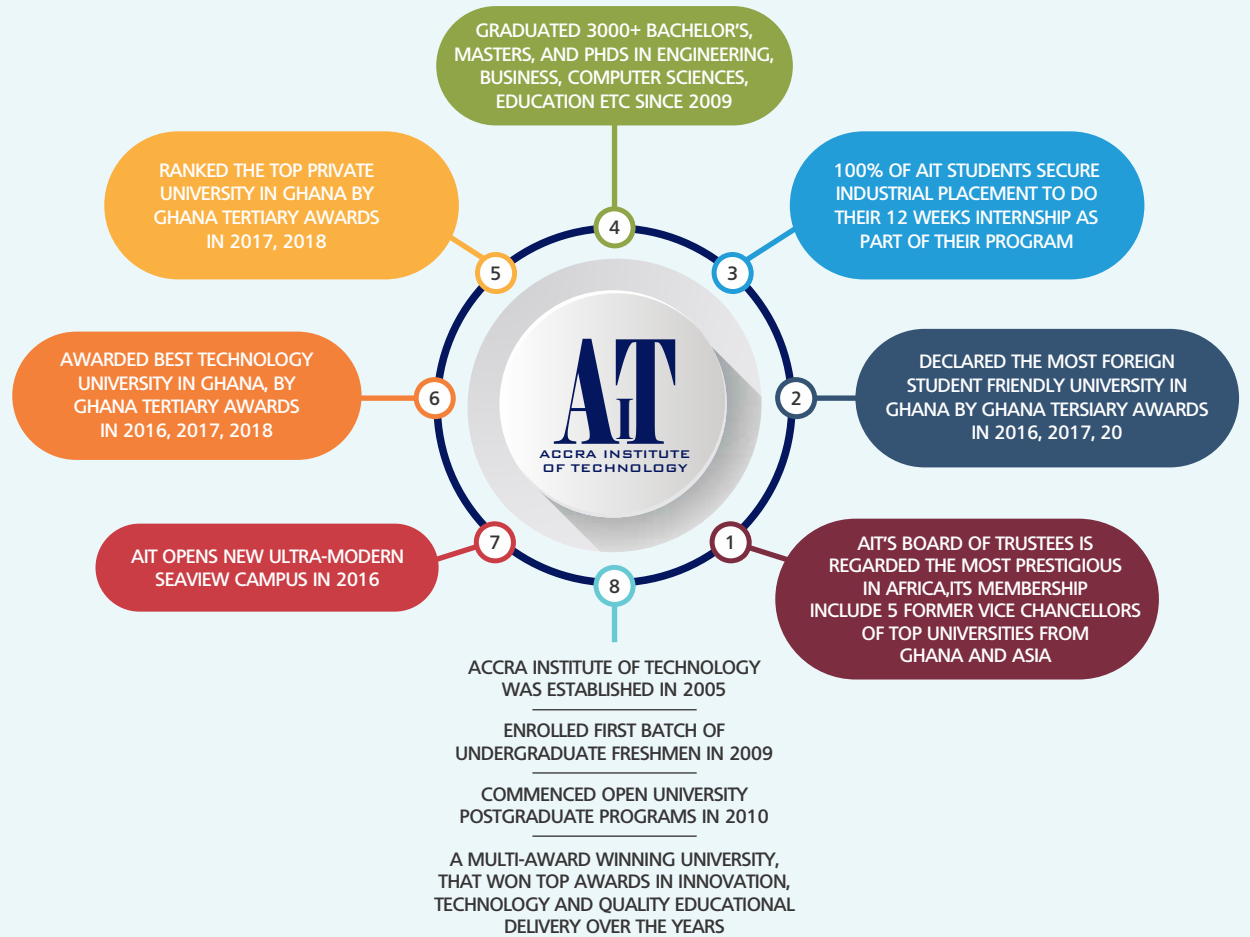 GRADUATED 3000+ BACHELOR'S,
MASTERS, AND PHDS IN ENGINEERING,
BUSINESS, COMPUTER SCIENCES,
EDUCATION ETC SINCE 2009
RANKED THE TOP PRIVATE
UNIVERSITY IN GHANA BY
GHANA TERTIARY AWARDS
IN 2017, 2018
100% OF AIT STUDENTS SECURE
INDUSTRIAL PLACEMENT TO DO
THEIR 12 WEEKS INTERNSHIP AS
PART OF THEIR PROGRAM
4
5
3
AWARDED BEST TECHNOLOGY
UNIVERSITY IN GHANA, BY
GHANA TERTIARY AWARDS
IN 2016, 2017, 2018
6
AIT
ACCRA INSTITUTE
OF TECHNOLOGY
2
DECLARED THE MOST FOREIGN
STUDENT FRIENDLY UNIVERSITY IN
GHANA BY GHANA TERSIARY AWARDS
IN 2016, 2017, 20
AIT OPENS NEW ULTRA-MODERN
SEAVIEW CAMPUS IN 2016
7
8
1
AIT'S BOARD OF TRUSTEES IS
REGARDED THE MOST PRESTIGIOUS
IN AFRICA,ITS MEMBERSHIP
INCLUDE 5 FORMER VICE CHANCELLORS
OF TOP UNIVERSITIES FROM
GHANA AND ASIA
ACCRA INSTITUTE OF TECHNOLOGY
WAS ESTABLISHED IN 2005
ENROLLED FIRST BATCH OF
UNDERGRADUATE FRESHMEN IN 2009
COMMENCED OPEN UNIVERSITY
POSTGRADUATE PROGRAMS IN 2010
A MULTI-AWARD WINNING UNIVERSITY,
THAT WON TOP AWARDS IN INNOVATION,
TECHNOLOGY AND QUALITY EDUCATIONAL
DELIVERY OVER THE YEARS